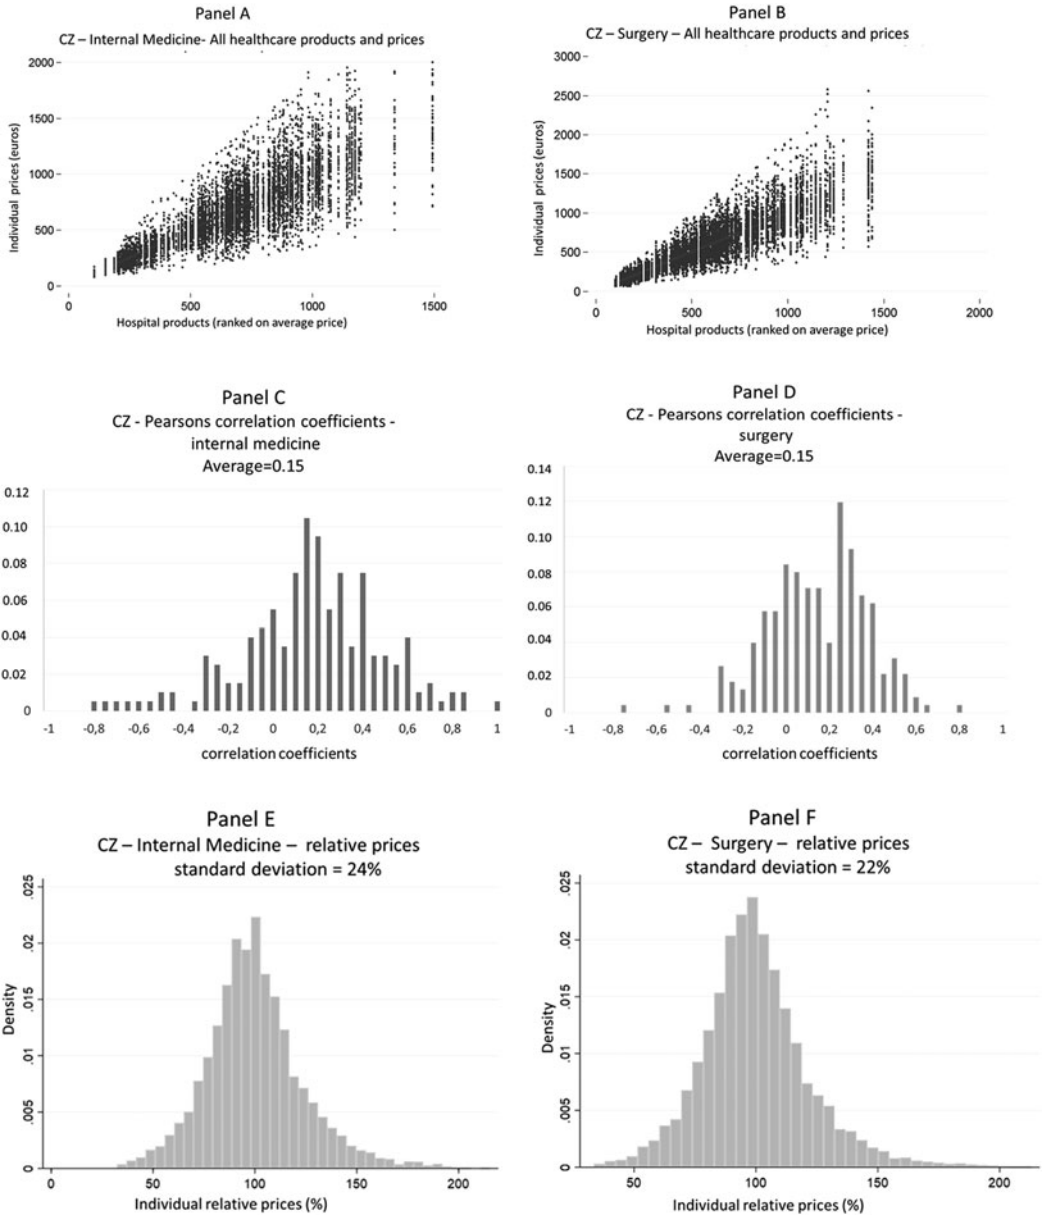 Panel A
CZ – Internal Medicine- All healthcare products and prices
2000
1500
1000
500
0
Individual prices (euros)
0 500 1000 1500
Hospital products (ranked on average price)
Panel B
CZ – Surgery – All healthcare products and prices
3000
2500
2000
1500
1000
500
0
Individual prices (euros)
0 500 1000 1500 2000
Hospital products (ranked on average price)
Panel C
CZ - Pearsons correlation coefficients -
internal medicine
Average=0.15
0.12
0.10
0.08
0.06
0.04
0.02
0
-1 -0,8 -0,6 -0,4 -0,2 0 0,2 0,4 0,6 0,8 1
correlation coefficients
Panel D
CZ - Pearsons correlation coefficients -
surgery
Average=0.15
0.14
0.12
0.10
0.08
0.06
0.04
0.02
0
-1 -0,8 -0,6 -0,4 -0,2 0 0,2 0,4 0,6 0,8 1
correlation coefficients
Panel E
CZ – Internal Medicine – relative prices
standard deviation = 24%
.025
.02
.015
.01
.005
0
Density
0 50 100 150 200
Individual relative prices (%)
Panel F
CZ – Surgery – relative prices
standard deviation = 22%
.025
.02
.015
.01
.005
0
Density
50 100 150 200
Individual relative prices (%)